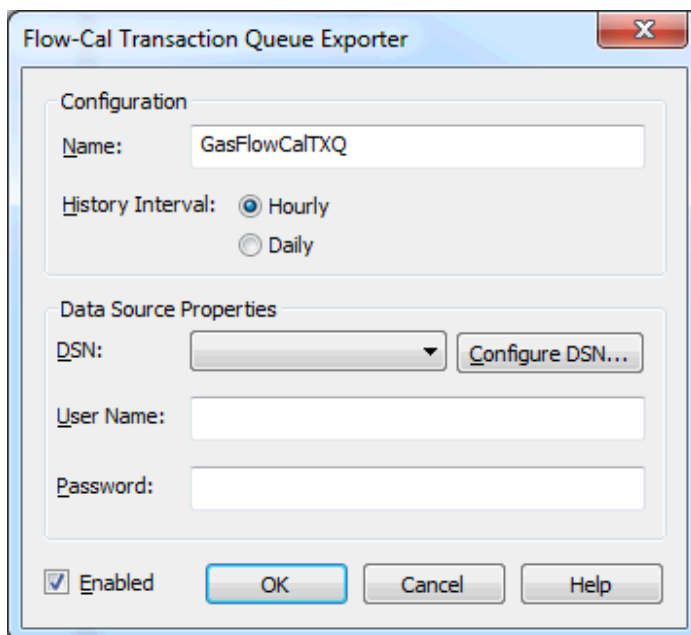 Flow-Cal Transaction Queue Exporter
Configuration
Name: GasFlowCalTXQ
History Interval: Hourly
Daily
Data Source Properties
DSN: Configure DSN...
User Name:
Password:
Enabled OK Cancel Help